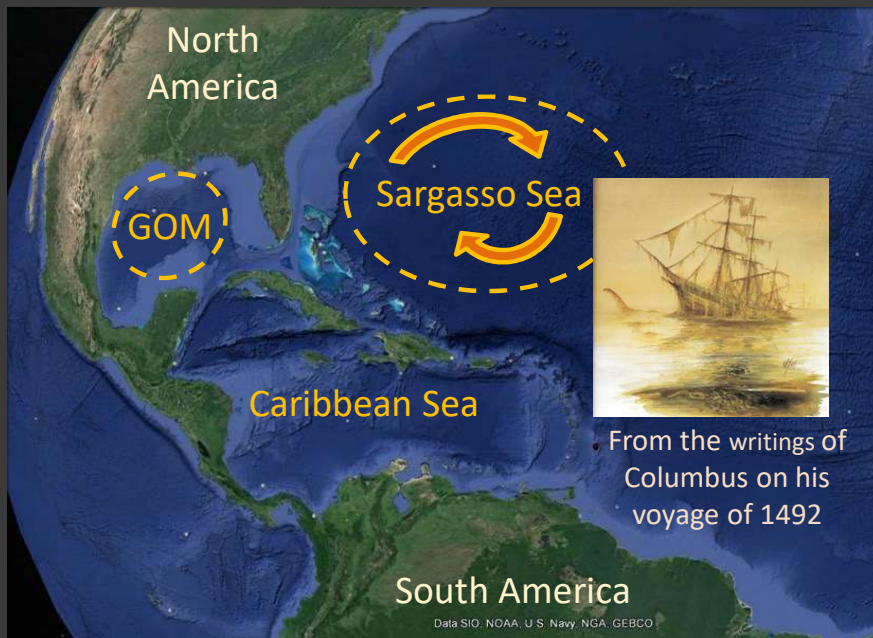 North
America
Sargasso Sea
GOM
Caribbean Sea
From the writings of
Columbus on his
voyage of 1492
South America
Data SIO, NOAA, U.S. Navy, NGA, GEBCO